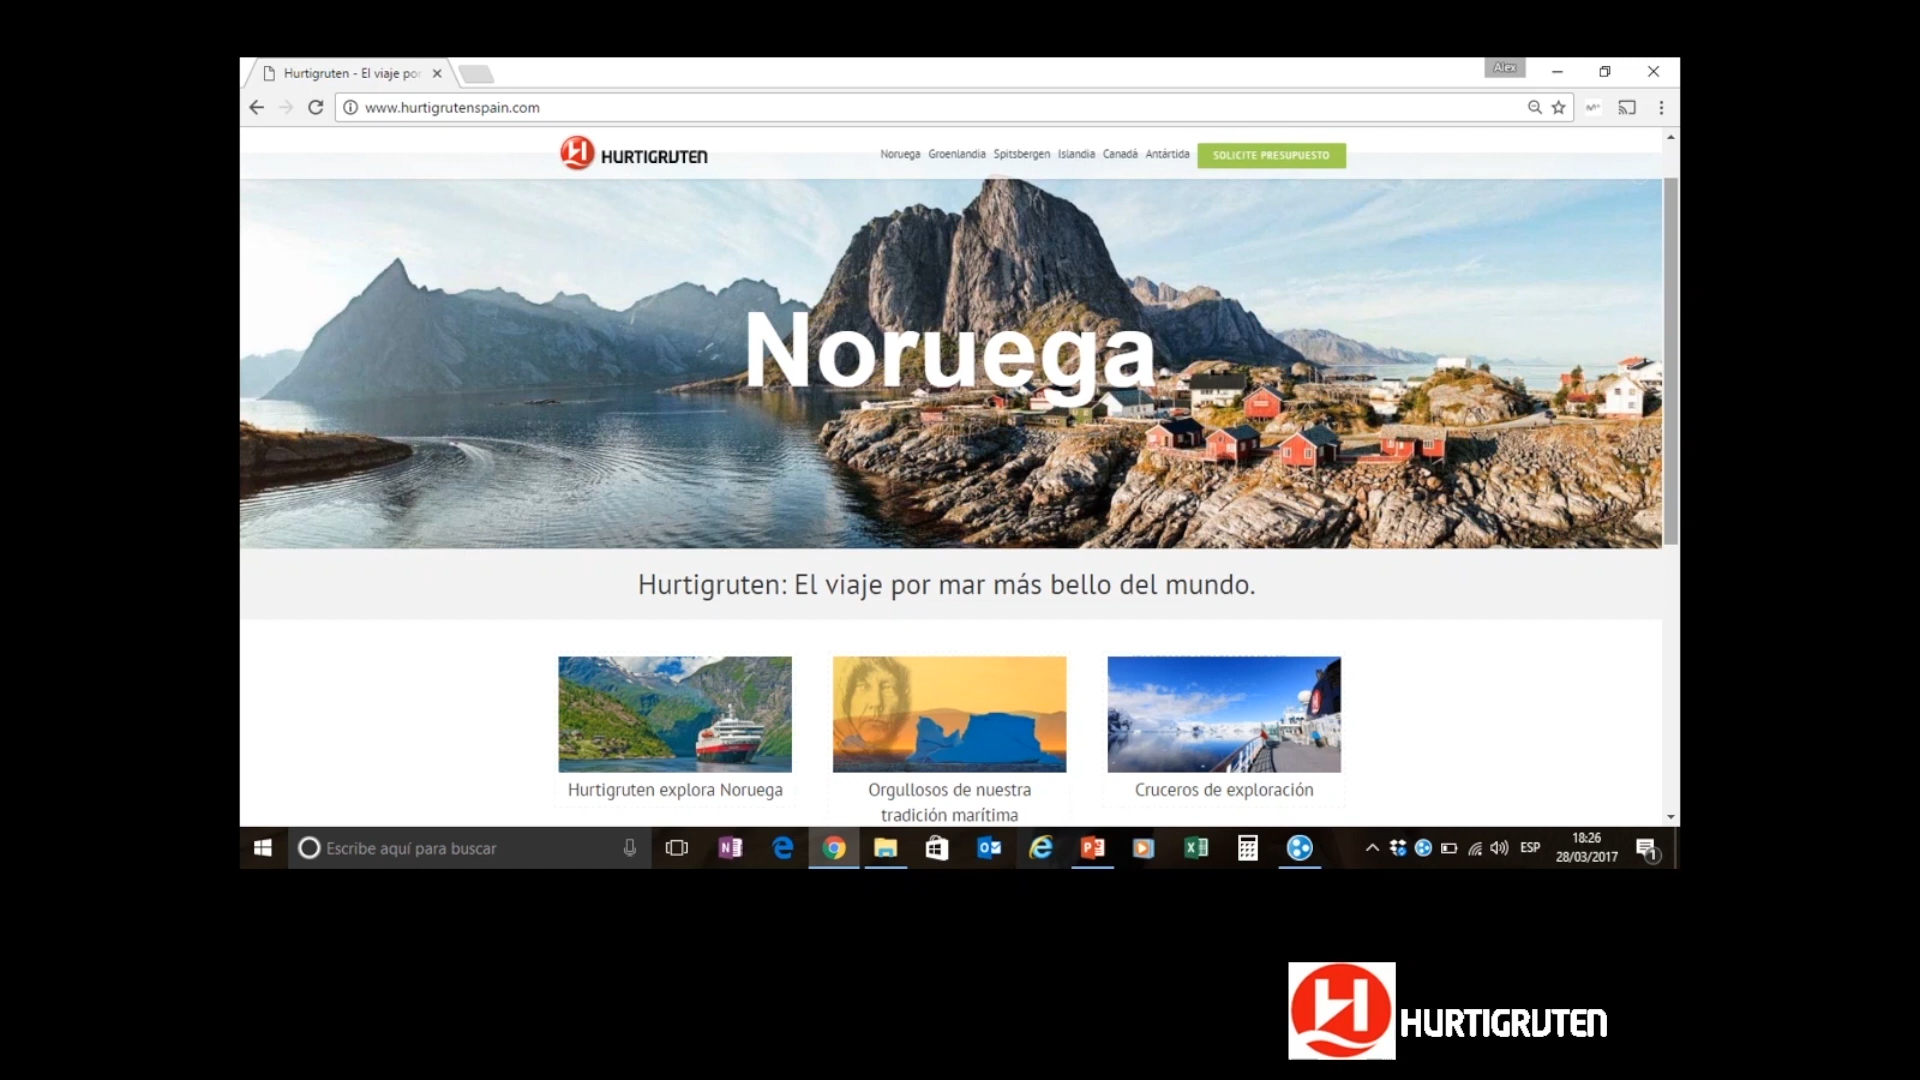 Hurtigruten - El viaje por
Alex
www.hurtigrutenspain.com
HURTIGRUTEN
Noruega Groenlandia Spitsbergen Islandia Canadá Antártida SOLICITE PRESUPUESTO
Noruega
Hurtigruten: El viaje por mar más bello del mundo.
Hurtigruten explora Noruega
Orgullosos de nuestra
tradición marítima
Cruceros de exploración
Escribe aquí para buscar
ESP
18:26
28/03/2017
1
HURTIGRUTEN